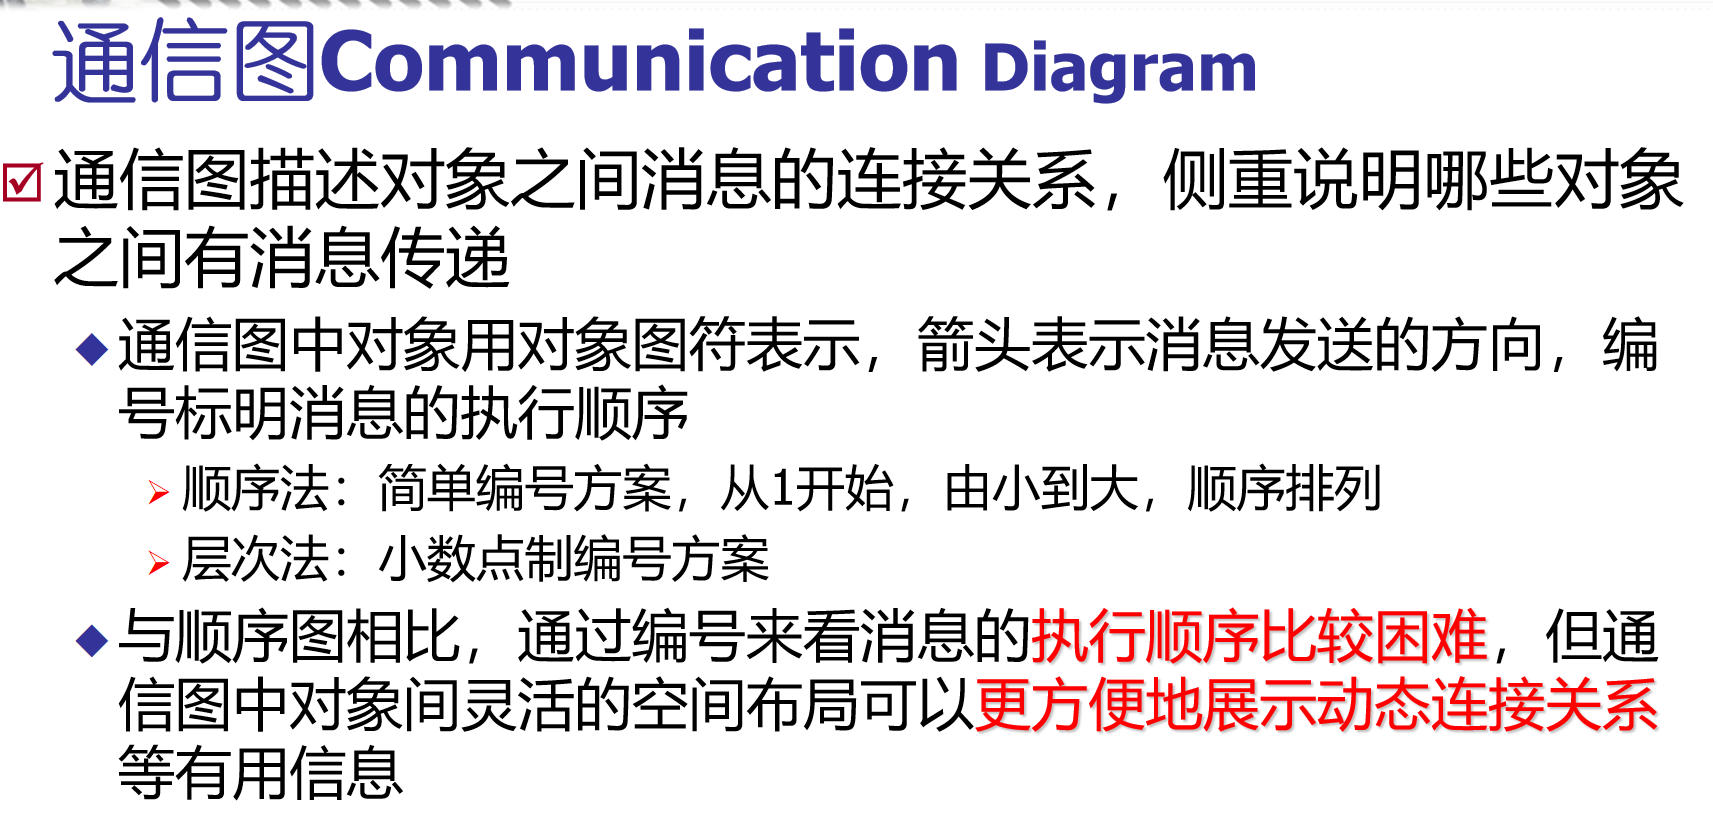 通信图Communication Diagram
通信图描述对象之间消息的连接关系，侧重说明哪些对象
之间有消息传递
通信图中对象用对象图符表示，箭头表示消息发送的方向，编
号标明消息的执行顺序
顺序法：简单编号方案，从1开始，由小到大，顺序排列
层次法：小数点制编号方案
与顺序图相比，通过编号来看消息的执行顺序比较困难，但通
信图中对象间灵活的空间布局可以更方便地展示动态连接关系
等有用信息